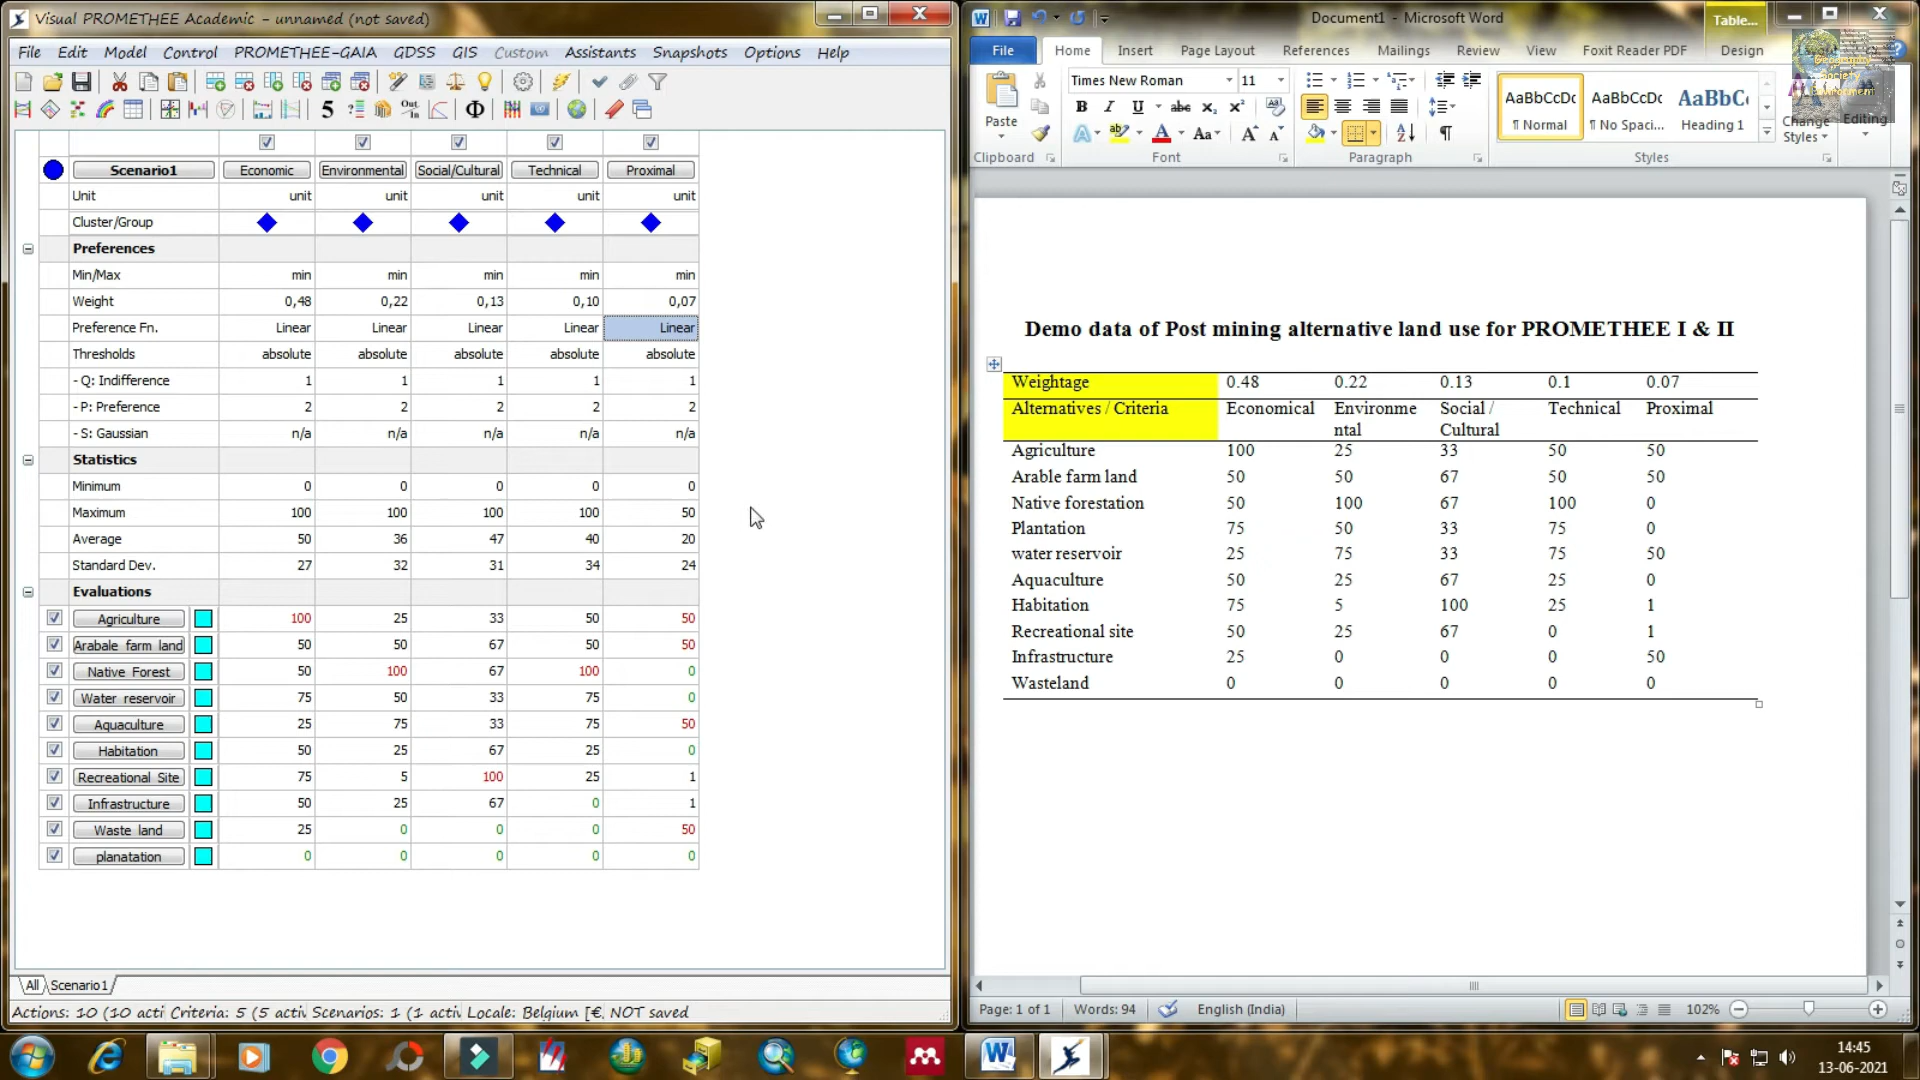 Visual PROMETHEE Academic - unnamed (not saved)
File Edit Model Control PROMETHEE-GAIA GDSS GIS Custom Assistants Snapshots Options Help
Scenario1 Economic Environmental Social/Cultural Technical Proximal
Unit unit unit unit unit unit
Cluster/Group
Preferences
Min/Max min min min min min
Weight 0,48 0,22 0,13 0,10 0,07
Preference Fn. Linear Linear Linear Linear Linear
Thresholds absolute absolute absolute absolute absolute
- Q: Indifference 1 1 1 1 1
- P: Preference 2 2 2 2 2
- S: Gaussian n/a n/a n/a n/a n/a
Statistics
Minimum 0 0 0 0 0
Maximum 100 100 100 100 50
Average 50 36 47 40 20
Standard Dev. 27 32 31 34 24
Evaluations
Agriculture 100 25 33 50 50
Arabale farm land 50 50 67 50 50
Native Forest 50 100 67 100 0
Water reservoir 75 50 33 75 0
Aquaculture 25 75 33 75 50
Habitation 50 25 67 25 0
Recreational Site 75 5 100 25 1
Infrastructure 50 25 67 0 1
Waste land 25 0 0 0 50
planatation 0 0 0 0 0
All Scenario1
Actions: 10 (10 acti Criteria: 5 (5 activ Scenarios: 1 (1 activ Locale: Belgium [€, NOT saved
Document1 - Microsoft Word
Table...
File Home Insert Page Layout References Mailings Review View Foxit Reader PDF Design
Geography
Society
Environment
Paste
Times New Roman 11
AaBbCcDc AaBbCcDc AaBbC
¶ Normal ¶ No Spaci... Heading 1
Change Styles
Editing
Clipboard Font Paragraph Styles
Demo data of Post mining alternative land use for PROMETHEE I & II
Weightage 0.48 0.22 0.13 0.1 0.07
Alternatives / Criteria Economical Environme Social / Technical Proximal
ntal Cultural
Agriculture 100 25 33 50 50
Arable farm land 50 50 67 50 50
Native forestation 50 100 67 100 0
Plantation 75 50 33 75 0
water reservoir 25 75 33 75 50
Aquaculture 50 25 67 25 0
Habitation 75 5 100 25 1
Recreational site 50 25 67 0 1
Infrastructure 25 0 0 0 50
Wasteland 0 0 0 0 0
Page: 1 of 1 Words: 94 English (India) 102%
14:45
13-06-2021